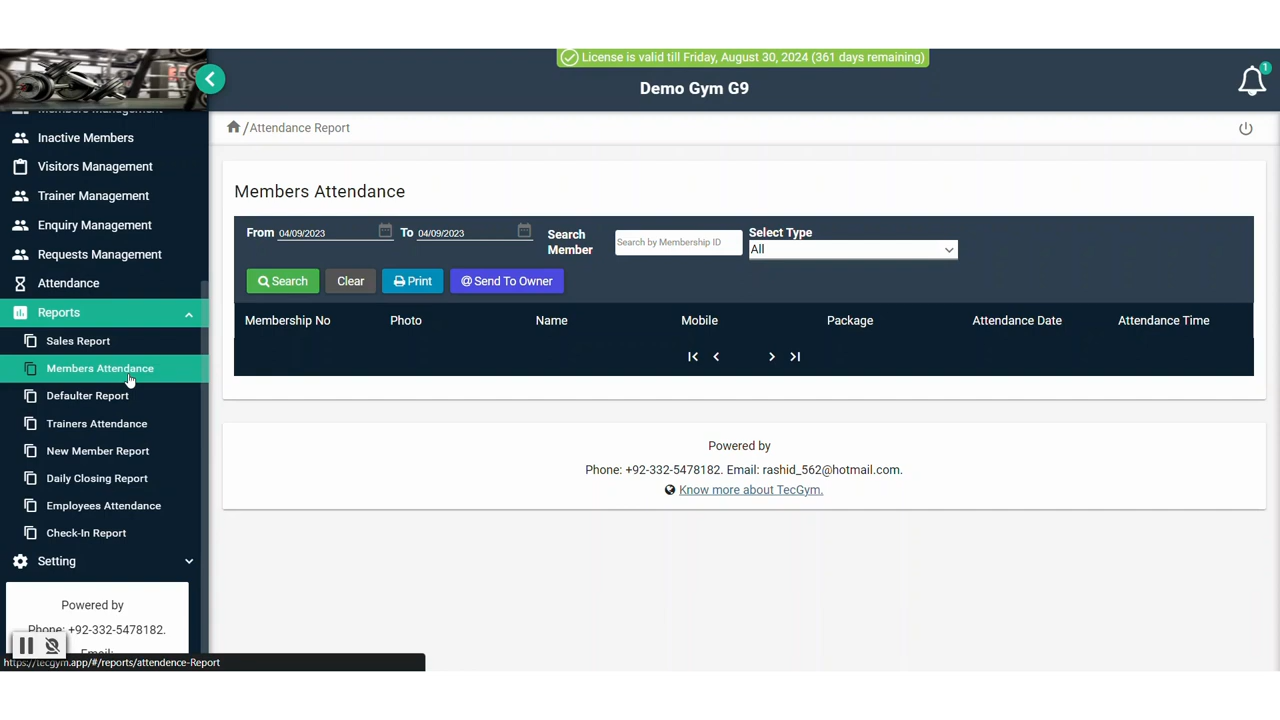 License is valid till Friday, August 30, 2024 (361 days remaining)
Demo Gym G9
1
Members Management
Inactive Members
Visitors Management
Trainer Management
Enquiry Management
Requests Management
Attendance
Reports
Sales Report
Members Attendance
Defaulter Report
Trainers Attendance
New Member Report
Daily Closing Report
Employees Attendance
Check-In Report
Setting
Powered by
Phone: +92-332-5478182.
Email:
https://tecgym.app/#/reports/attendence-Report
/Attendance Report
Members Attendance
From 04/09/2023 To 04/09/2023 Search Member Search by Membership ID Select Type All
Search Clear Print @ Send To Owner
Membership No Photo Name Mobile Package Attendance Date Attendance Time
Powered by
Phone: +92-332-5478182. Email: rashid_562@hotmail.com.
Know more about TecGym.